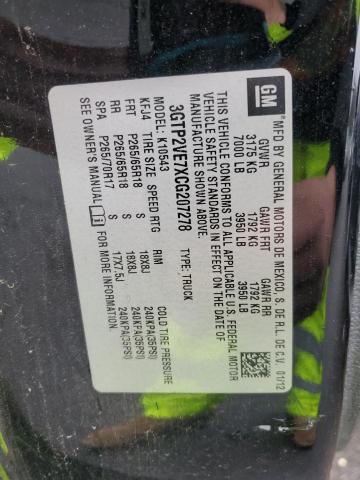 GM
MFD BY GENERAL MOTORS DE MEXICO, S. DE R.L. DE C.V. 01/12
GVWR GAWR FRT GAWR RR
3175 KG 1792 KG 1792 KG
7000 LB 3950 LB 3950 LB
THIS VEHICLE CONFORMS TO ALL APPLICABLE U.S. FEDERAL MOTOR
VEHICLE SAFETY STANDARDS IN EFFECT ON THE DATE OF
MANUFACTURE SHOWN ABOVE.
3GTP2VE7XCG207278 TYPE: TRUCK
MODEL: K10543
KFJ4 TIRE SIZE SPEED RTG RIM COLD TIRE PRESSURE
FRT P265/65R18 S 18X8J 240KPA(35PSI)
RR P265/65R18 S 18X8J 240KPA(35PSI)
SPA P265/70R17 S 17X7.5J 240KPA(35PSI)
SEE OWNER'S MANUAL FOR MORE INFORMATION.